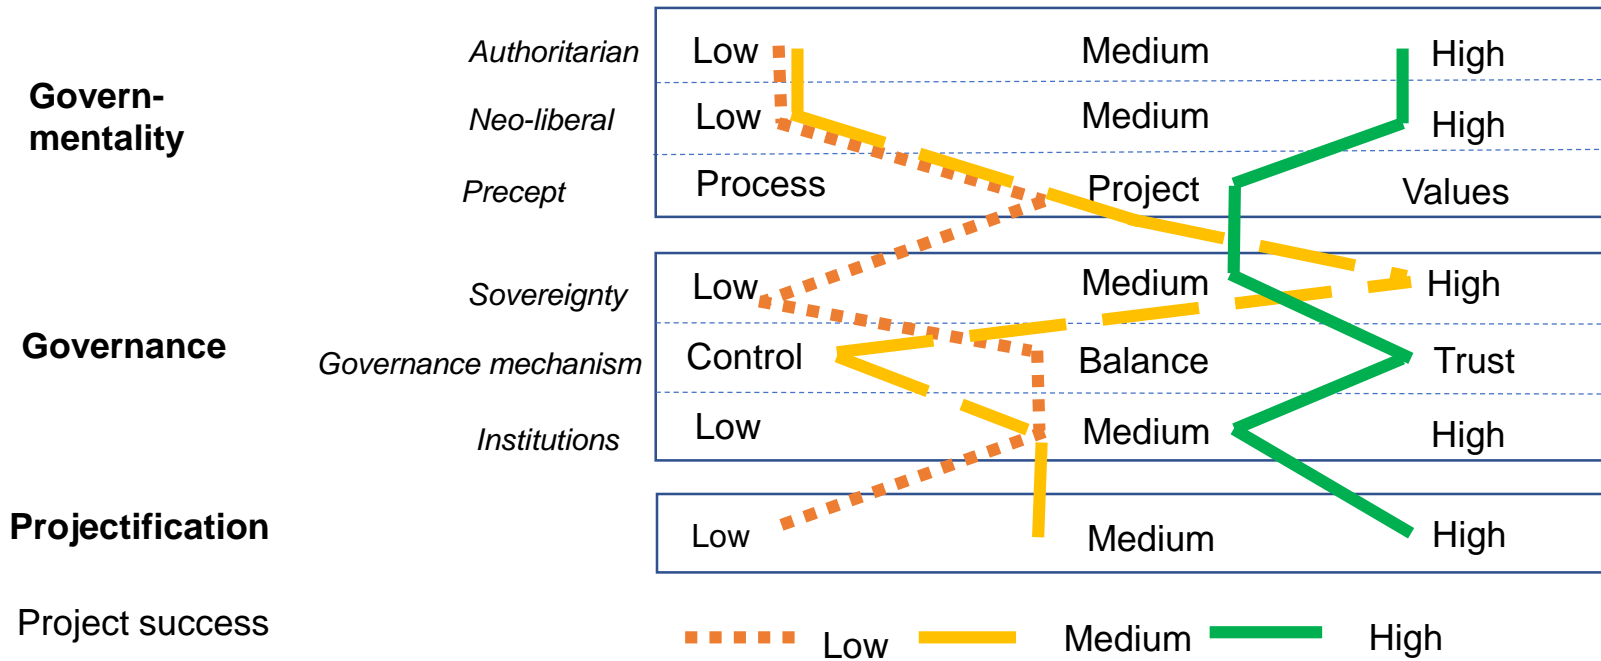 Authoritarian Low Medium High
Govern-
mentality
Neo-liberal Low Medium High
Precept Process Project Values
Sovereignty Low Medium High
Governance
Governance mechanism Control Balance Trust
Institutions Low Medium High
Projectification Low Medium High
Project success Low Medium High